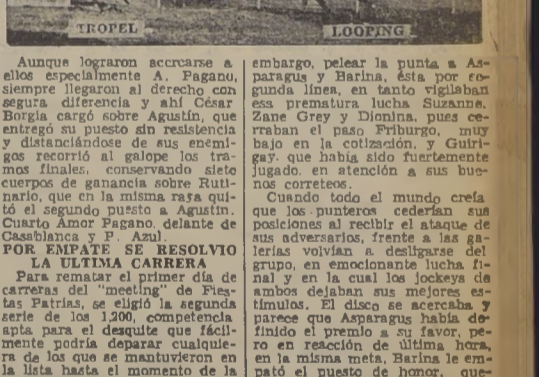 TROPEL
LOOPING
Aunque lograron accrcarse a
ellos especialmente A. Paganu,
siempre llegaron al derecho con
segura diferencia y ahí César
Borgia cargó sobre Agustín, que
entregó su puesto sin resistencia
y distanciándose de sus enemi-
gos recorrió al galope los tra-
mos finales, conservando siete
cuerpos de ganancia sobre Ruti-
nario, que en la misma raya qui-
tó el segundo puesto a Agustín.
Cuarto Amor Pagano, delante de
Casablanca y P. Azul.
POR EMPATE SE RESOLVIO
LA ULTIMA CARRERA
Para rematar el primer día de
carreras del "meeting" de Fies-
tas Patrias, se eligió la segunda
serie de los 1,200, competencia
apta para el desquite que fácil-
mente podría deparar cualquie-
ra de los que se mantuvieron en
la lista hasta el momento de la
embargo, pelear la punta a As-
paragus y Barina, ésta por se-
gunda línea, en tanto vigilaban
esa prematura lucha Suzanne,
Zane Grey y Dionina, pues ce-
rraban el paso Friburgo, muy
bajo en la cotización, y Guiri-
gay, que había sido fuertemente
jugado, en atención a sus bue-
nos correteos.
Cuando todo el mundo creía
que los punteros cederían sus
posiciones al recibir el ataque de
sus adversarios, frente a las ga-
lerías volvían a desligarse del
grupo, en emocionante lucha fi-
nal y en la cual los jockeys de
ambos dejaban sus mejores es-
tímulos. El disco se acercaba y
parece que Asparagus había de-
finido el premio a su favor, pe-
ro en reacción de última hora,
en la misma meta, Barina le em-
pató el puesto de honor, que-